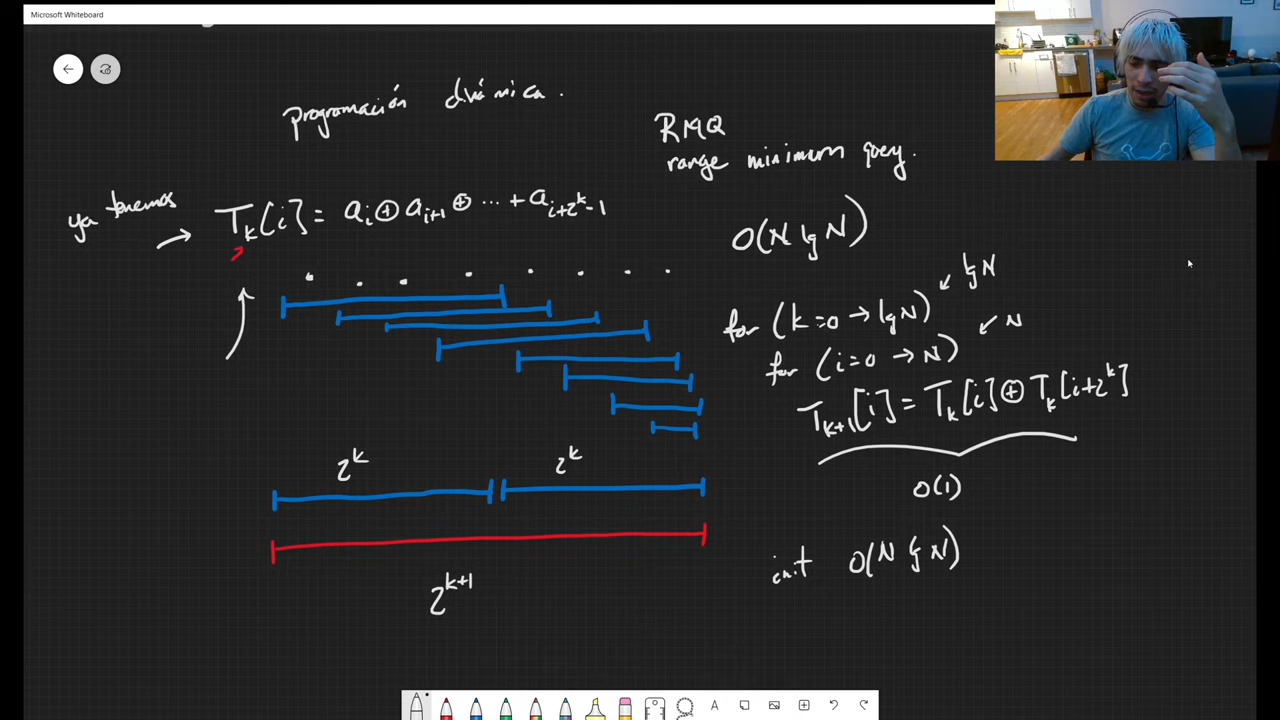 Microsoft Whiteboard
programación dinámica.
RMQ
range minimum query.
ya tenemos
T_k[i] = a_i ⊕ a_{i+1} ⊕ ... + a_{i+2^k-1}
O(N lg N)
lg N
for (k=0 → lg N)
N
for (i=0 → N)
T_{k+1}[i] = T_k[i] ⊕ T_k[i+2^k]
O(1)
2^k 2^k
2^{k+1}
init O(N lg N)
A